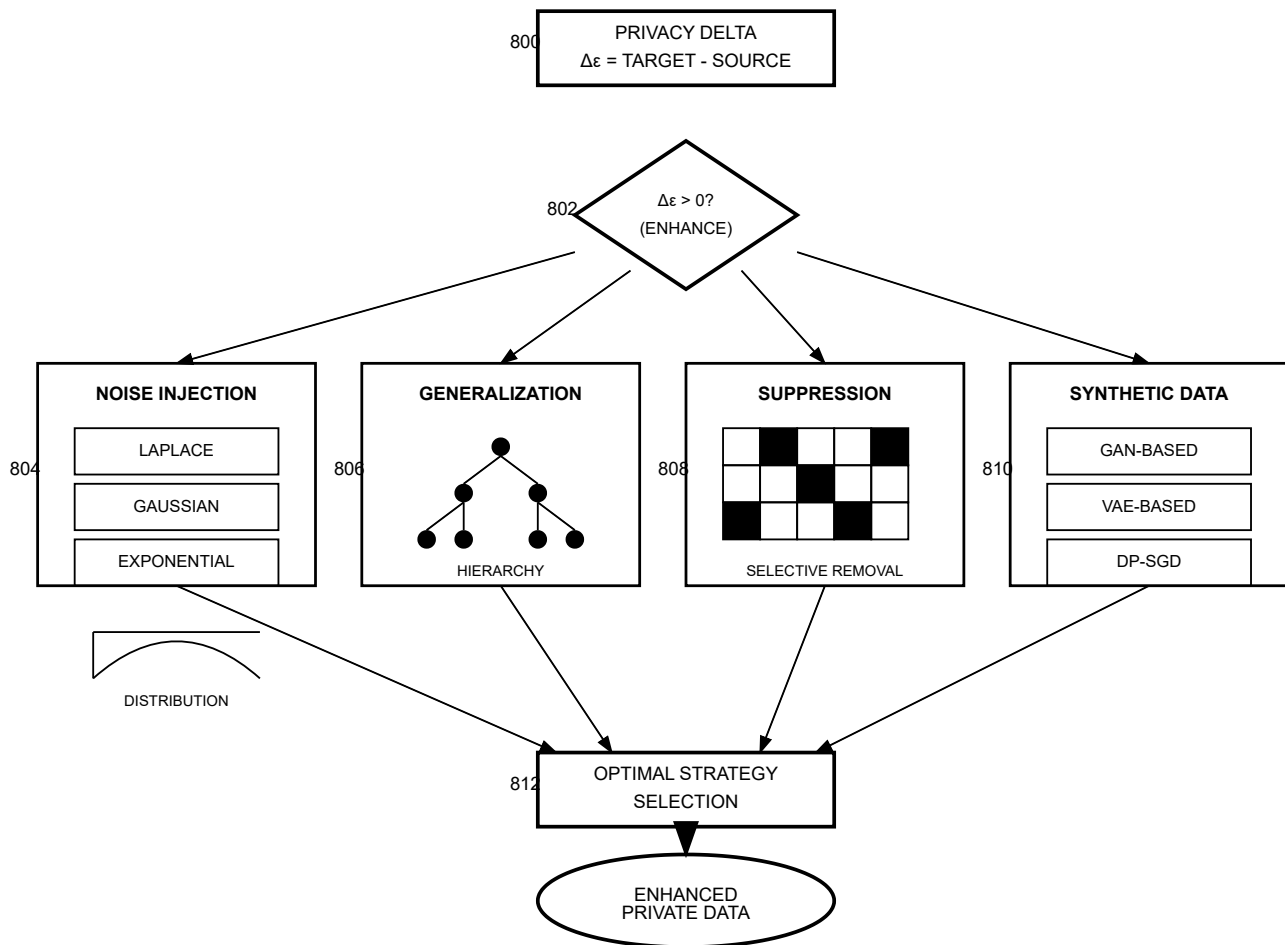 800
PRIVACY DELTA
Δε = TARGET - SOURCE
802
Δε > 0?
(ENHANCE)
804
NOISE INJECTION
LAPLACE
GAUSSIAN
EXPONENTIAL
DISTRIBUTION
806
GENERALIZATION
HIERARCHY
808
SUPPRESSION
SELECTIVE REMOVAL
810
SYNTHETIC DATA
GAN-BASED
VAE-BASED
DP-SGD
812
OPTIMAL STRATEGY
SELECTION
ENHANCED
PRIVATE DATA